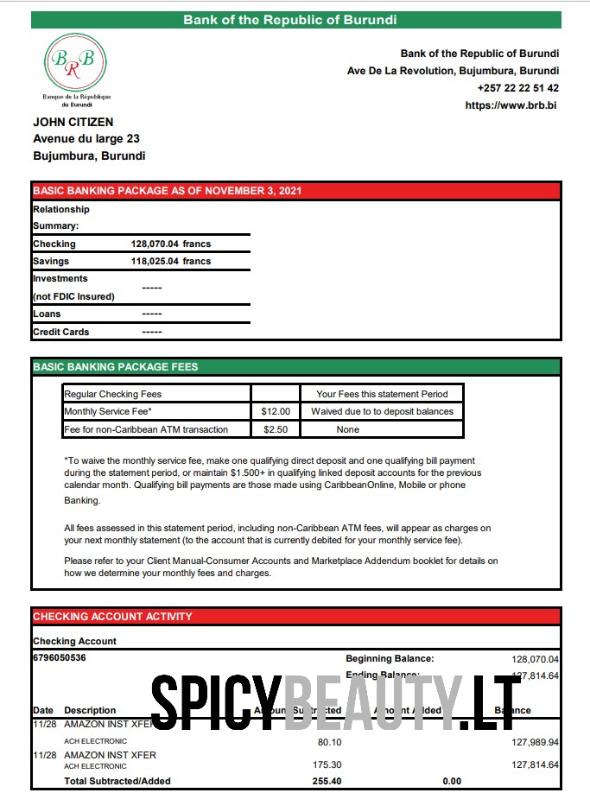 Bank of the Republic of Burundi
B R B
Banque de la République
du Burundi
Bank of the Republic of Burundi
Ave De La Revolution, Bujumbura, Burundi
+257 22 22 51 42
https://www.brb.bi
JOHN CITIZEN
Avenue du large 23
Bujumbura, Burundi
BASIC BANKING PACKAGE AS OF NOVEMBER 3, 2021
Relationship
Summary:
Checking 128,070.04 francs
Savings 118,025.04 francs
Investments
(not FDIC Insured) -----
Loans -----
Credit Cards -----
BASIC BANKING PACKAGE FEES
Regular Checking Fees Your Fees this statement Period
Monthly Service Fee* $12.00 Waived due to to deposit balances
Fee for non-Caribbean ATM transaction $2.50 None
*To waive the monthly service fee, make one qualifying direct deposit and one qualifying bill payment
during the statement period, or maintain $1.500+ in qualifying linked deposit accounts for the previous
calendar month. Qualifying bill payments are those made using CaribbeanOnline, Mobile or phone
Banking.
All fees assessed in this statement period, including non-Caribbean ATM fees, will appear as charges on
your next monthly statement (to the account that is currently debited for your monthly service fee).
Please refer to your Client Manual-Consumer Accounts and Marketplace Addendum booklet for details on
how we determine your monthly fees and charges.
CHECKING ACCOUNT ACTIVITY
Checking Account
6796050536 Beginning Balance: 128,070.04
Ending Balance: 127,814.64
SPICYBEAUTY.LT
Date Description Amount Subtracted Amount Added Balance
11/28 AMAZON INST XFER
ACH ELECTRONIC 80.10 127,989.94
11/28 AMAZON INST XFER
ACH ELECTRONIC 175.30 127,814.64
Total Subtracted/Added 255.40 0.00